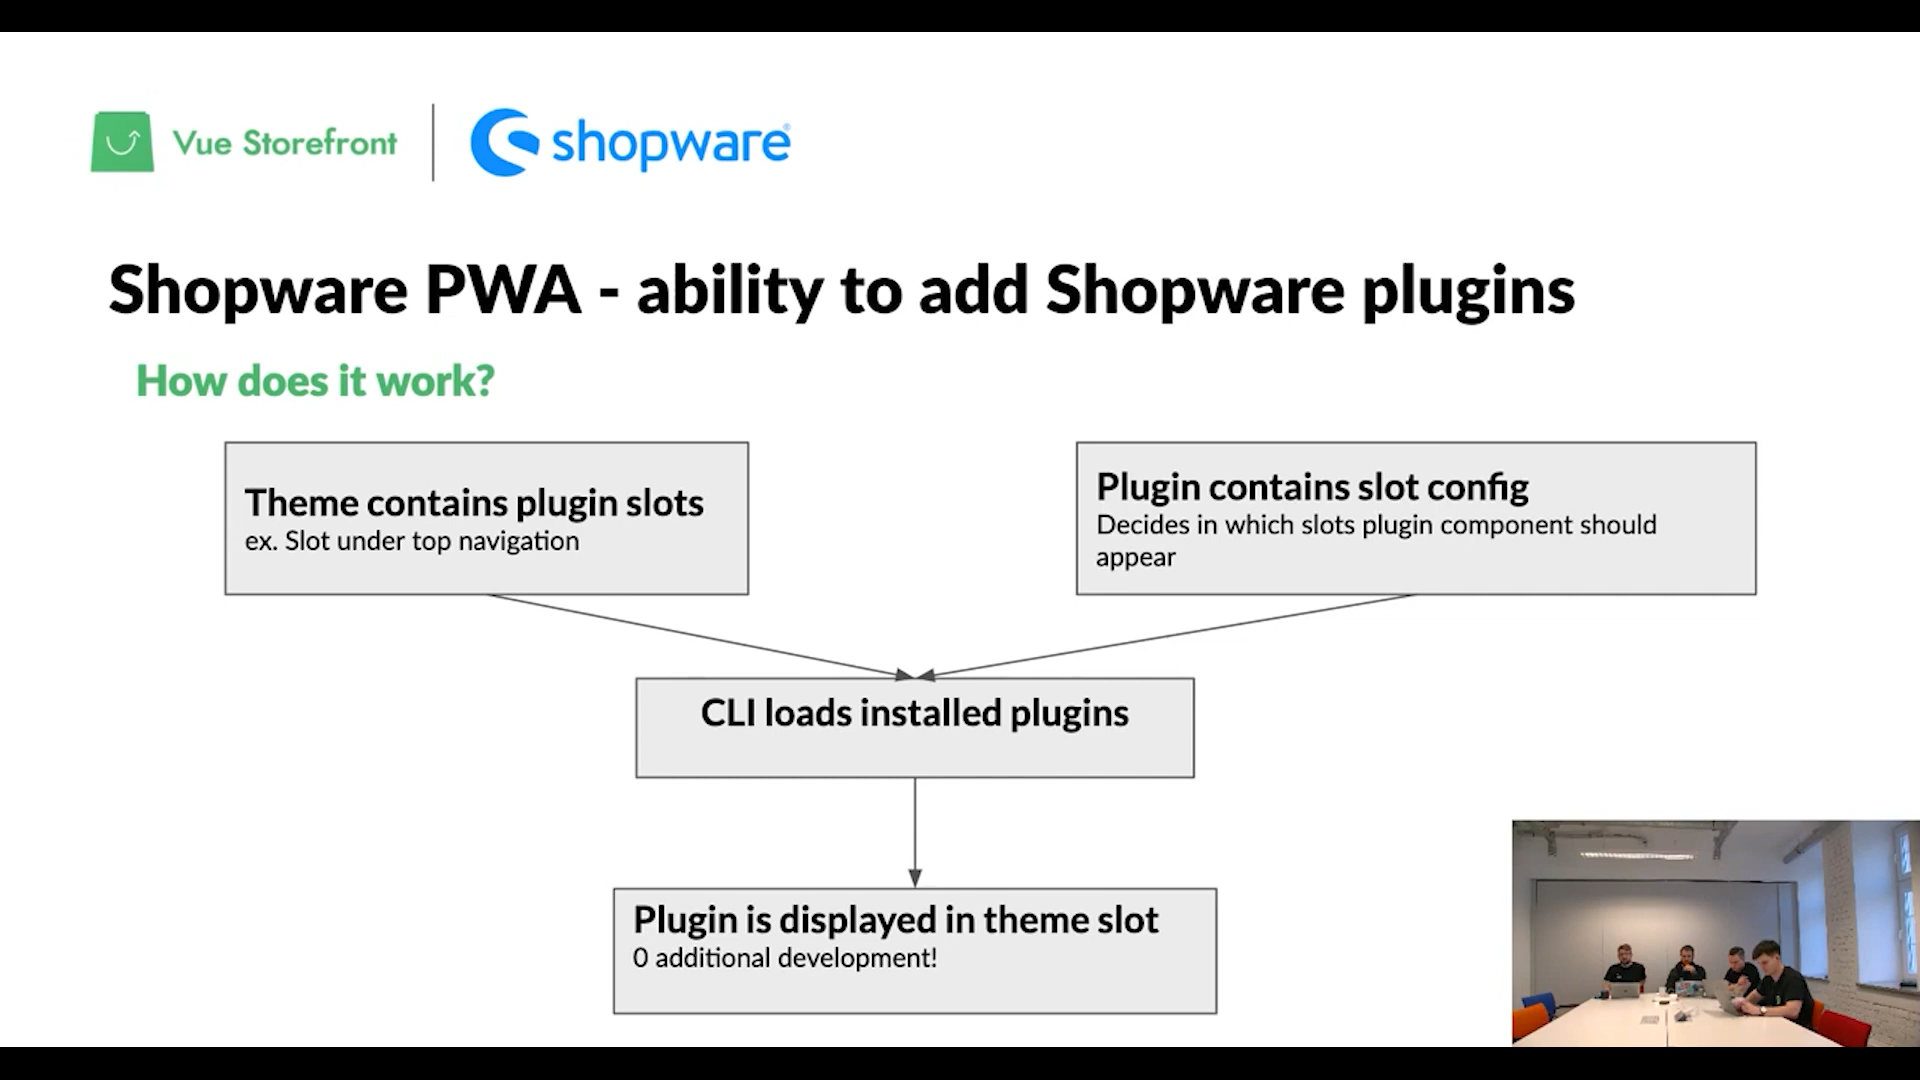 Vue Storefront
shopware
Shopware PWA - ability to add Shopware plugins
How does it work?
Theme contains plugin slots
ex. Slot under top navigation
Plugin contains slot config
Decides in which slots plugin component should
appear
CLI loads installed plugins
Plugin is displayed in theme slot
0 additional development!